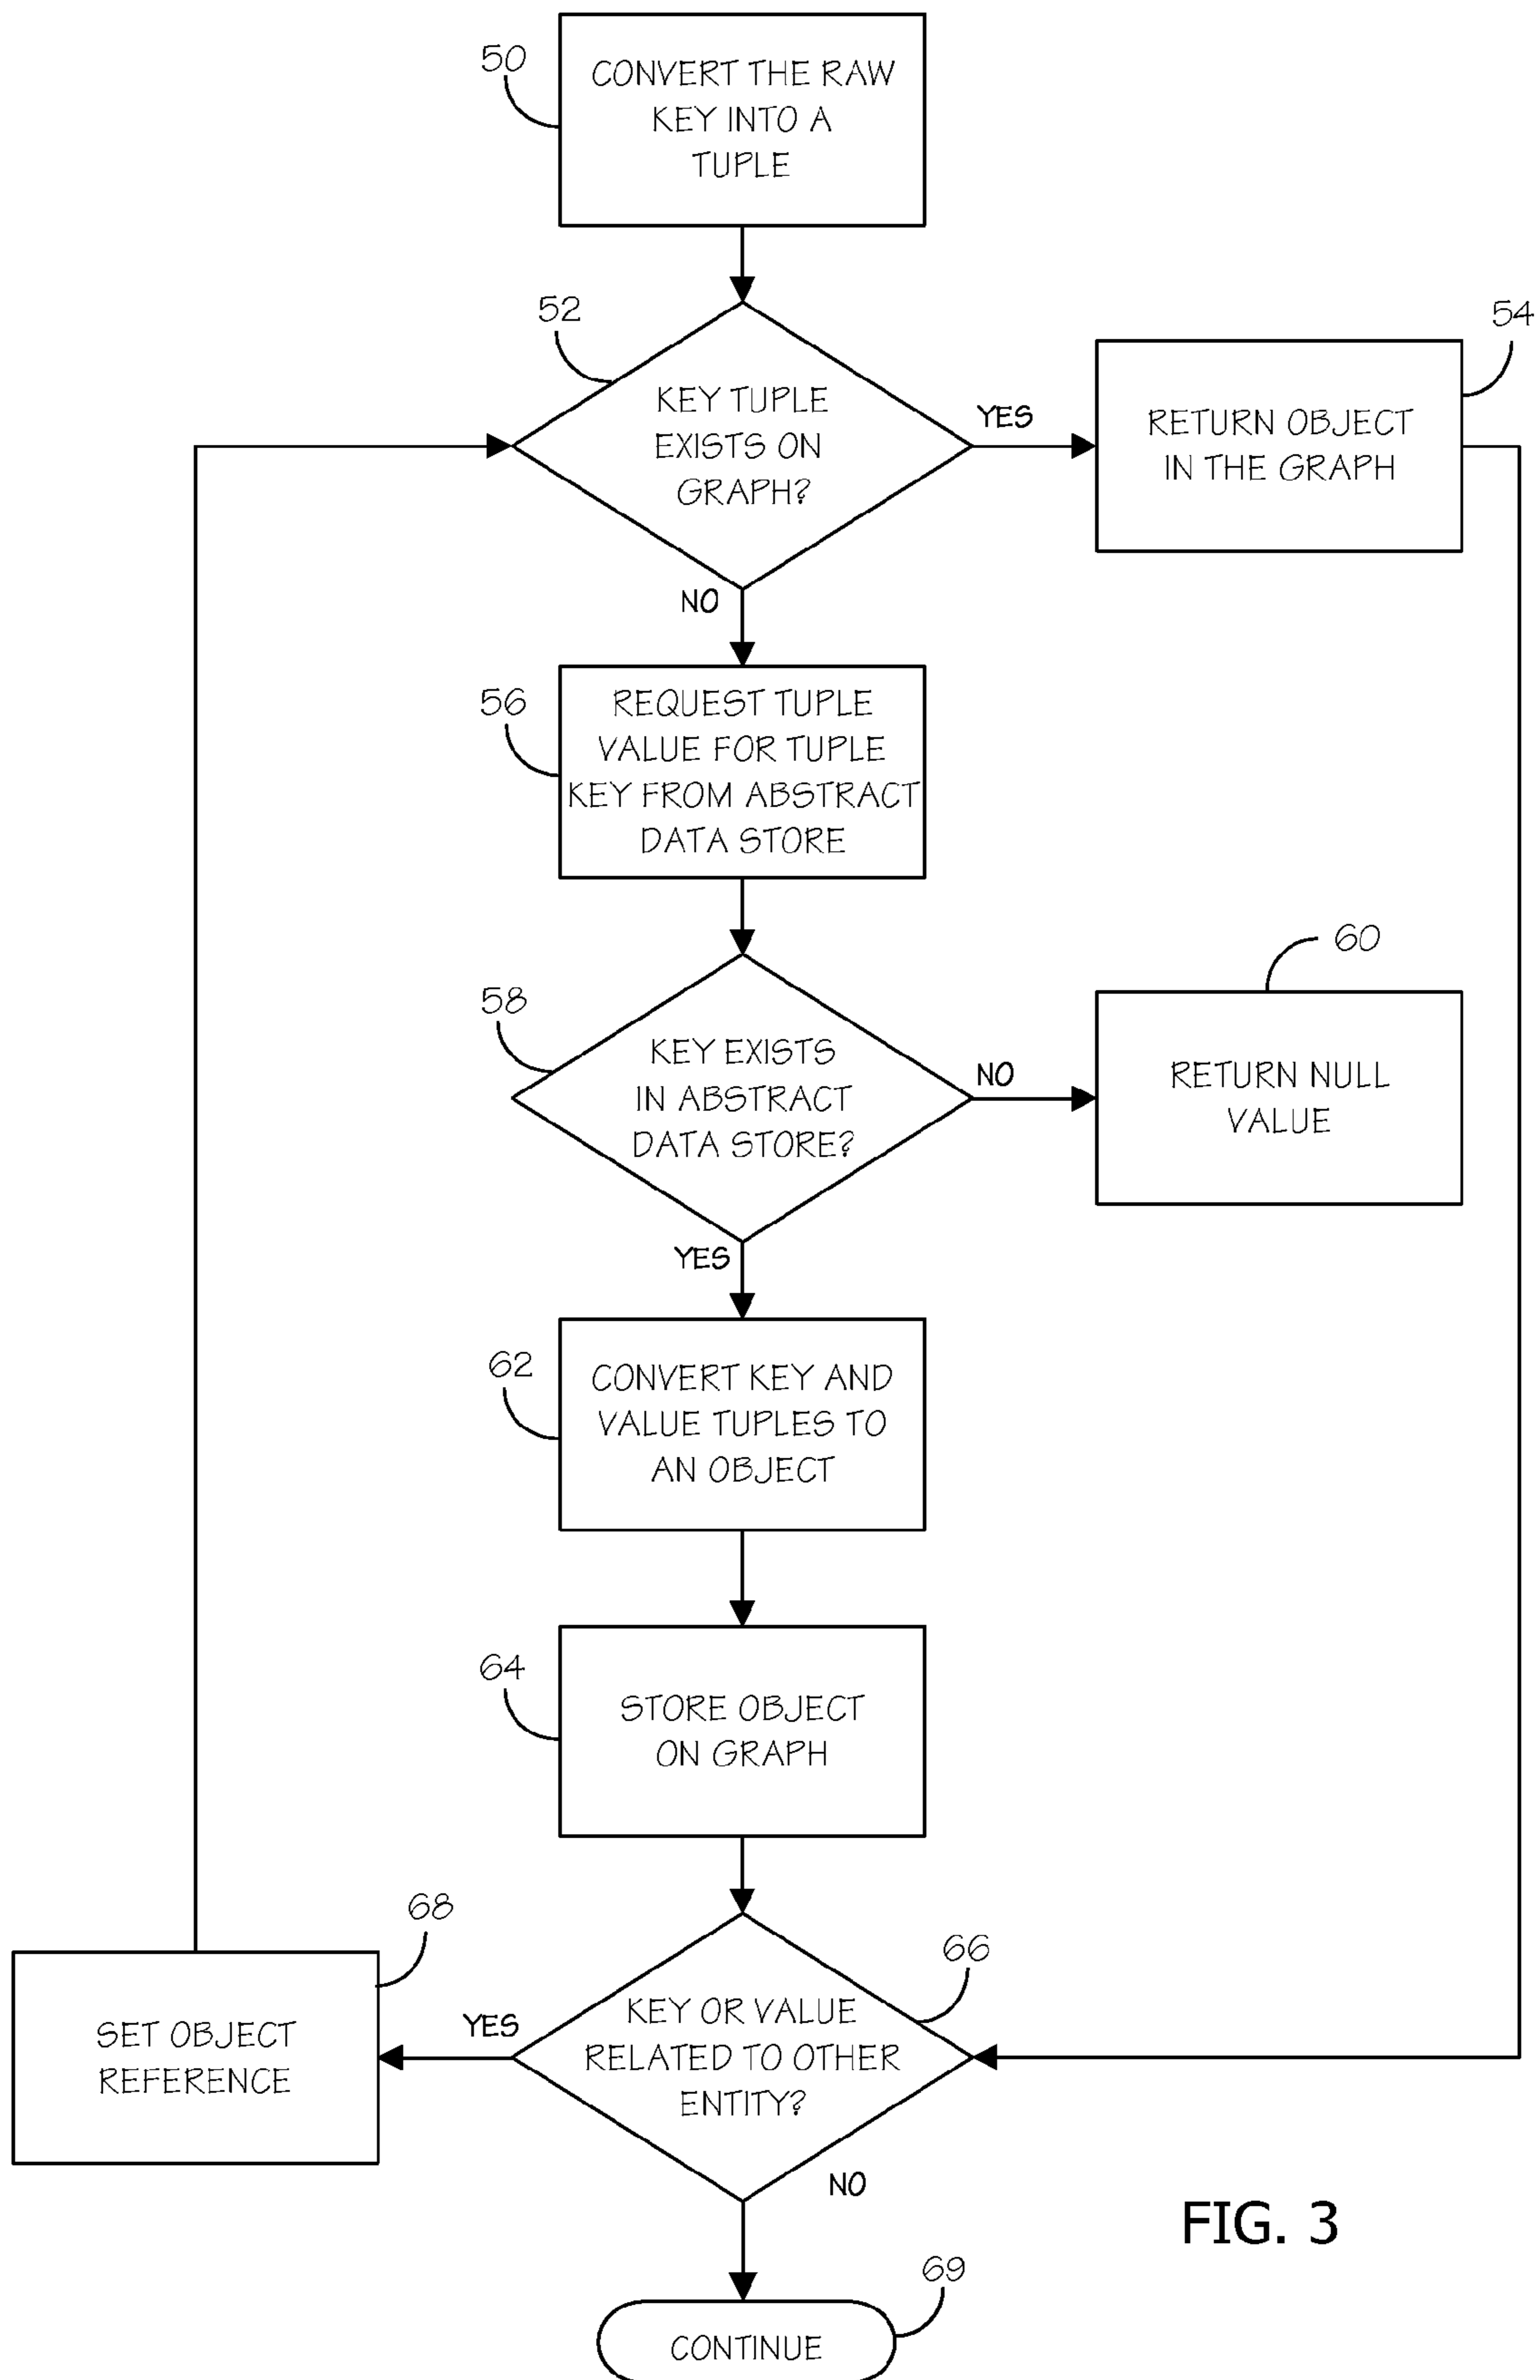 50
CONVERT THE RAW
KEY INTO A
TUPLE
52
KEY TUPLE
EXISTS ON
GRAPH?
YES
54
RETURN OBJECT
IN THE GRAPH
NO
56
REQUEST TUPLE
VALUE FOR TUPLE
KEY FROM ABSTRACT
DATA STORE
58
KEY EXISTS
IN ABSTRACT
DATA STORE?
NO
60
RETURN NULL
VALUE
YES
62
CONVERT KEY AND
VALUE TUPLES TO
AN OBJECT
64
STORE OBJECT
ON GRAPH
66
KEY OR VALUE
RELATED TO OTHER
ENTITY?
YES
68
SET OBJECT
REFERENCE
NO
69
CONTINUE
FIG. 3